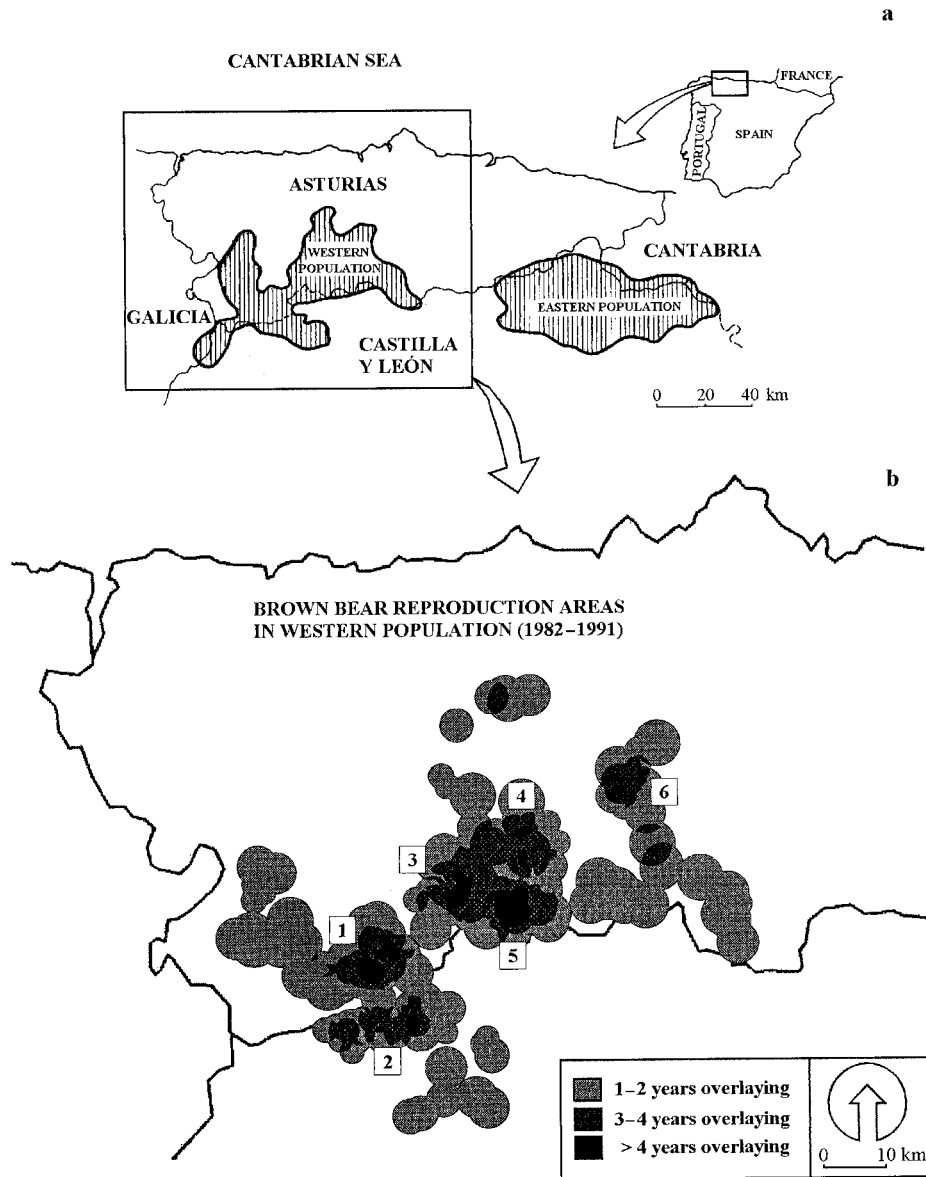 a
CANTABRIAN SEA
FRANCE
PORTUGAL
SPAIN
ASTURIAS
WESTERN
POPULATION
CANTABRIA
EASTERN POPULATION
GALICIA
CASTILLA
Y LEÓN
0 20 40 km
b
BROWN BEAR REPRODUCTION AREAS
IN WESTERN POPULATION (1982–1991)
4
6
3
1
5
2
1–2 years overlaying
3–4 years overlaying
> 4 years overlaying
0 10 km